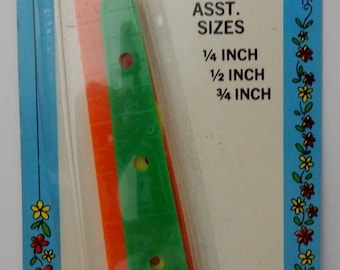 ASST.
SIZES
¼ INCH
½ INCH
¾ INCH